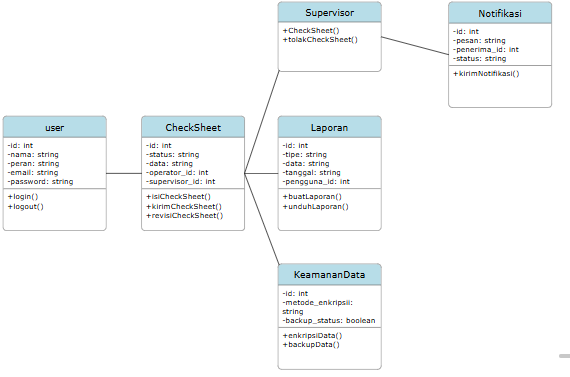 Supervisor
+CheckSheet()
+tolakCheckSheet()
Notifikasi
-id: int
-pesan: string
-penerima_id: int
-status: string
+kirimNotifikasi()
user
-id: int
-nama: string
-peran: string
-email: string
-password: string
+login()
+logout()
CheckSheet
-id: int
-status: string
-data: string
-operator_id: int
-supervisor_id: int
+isiCheckSheet()
+kirimCheckSheet()
+revisiCheckSheet()
Laporan
-id: int
-tipe: string
-data: string
-tanggal: string
-pengguna_id: int
+buatLaporan()
+unduhLaporan()
KeamananData
-id: int
-metode_enkripsii:
string
-backup_status: boolean
+enkripsiData()
+backupData()